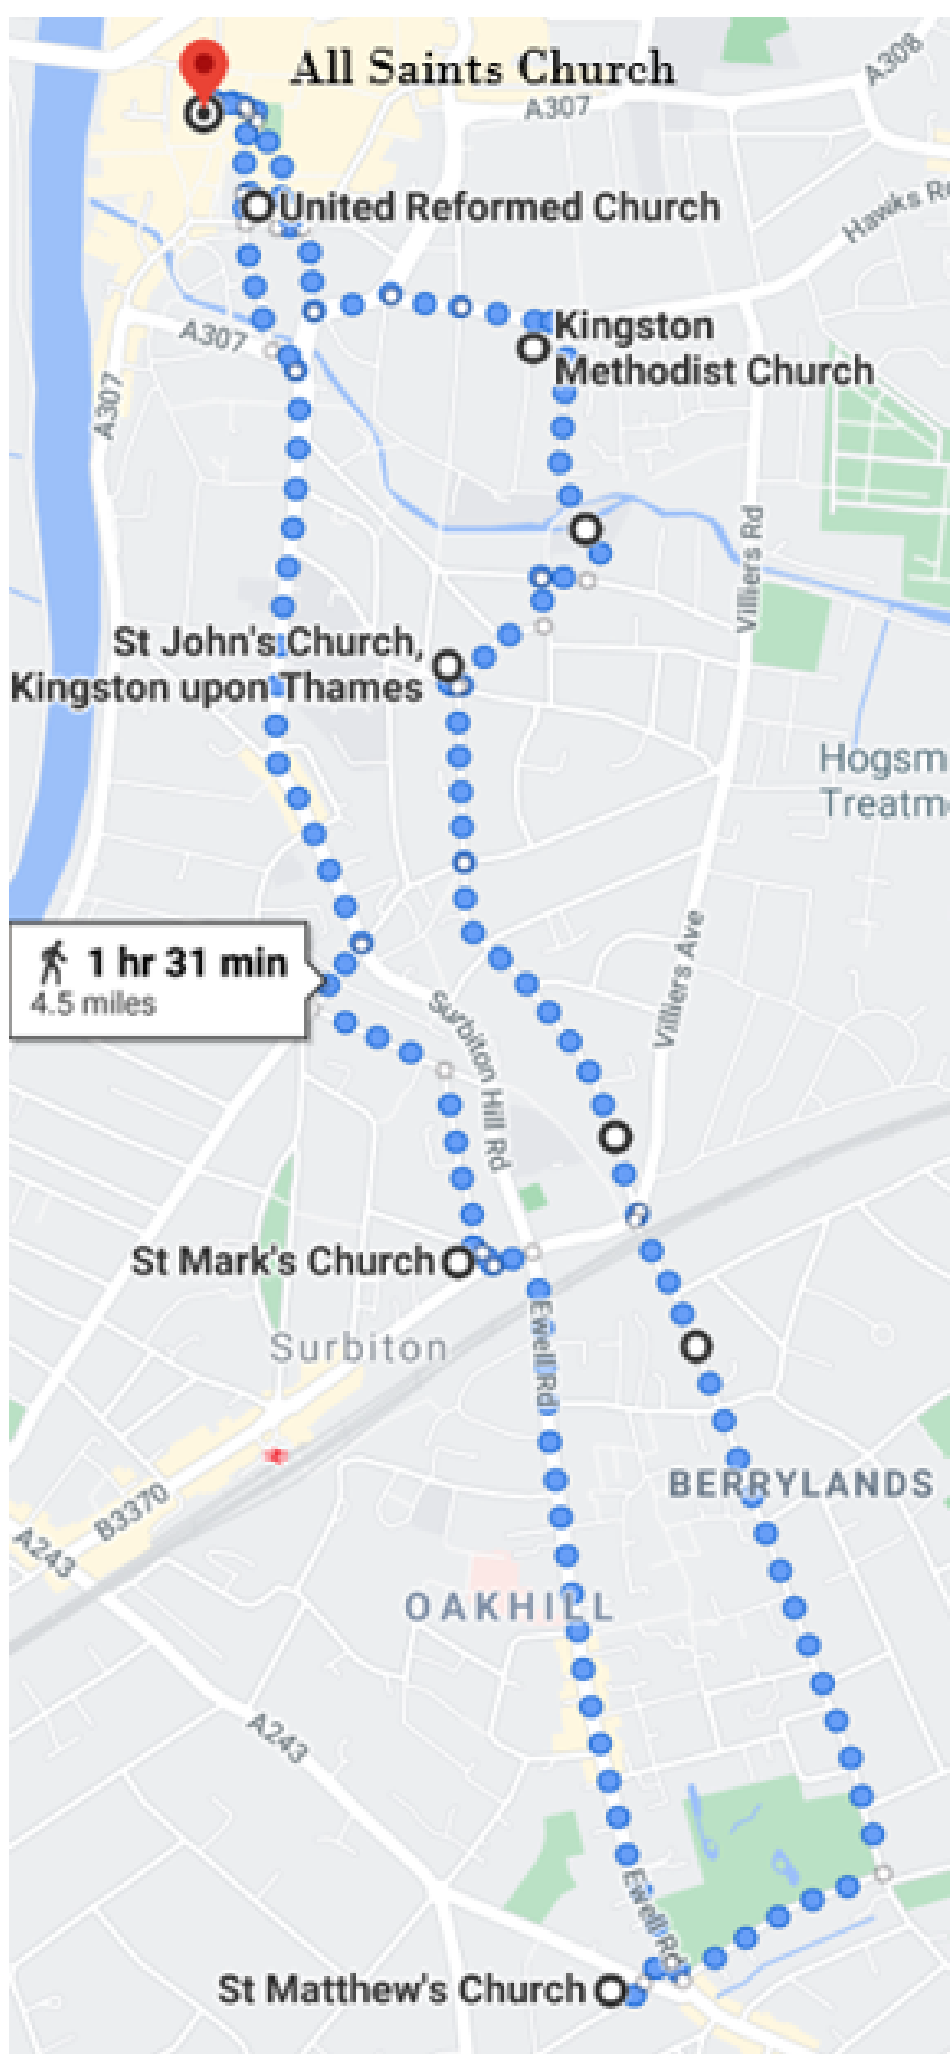 All Saints Church
A308
A307
United Reformed Church
Hawks R
Kingston
Methodist Church
A307
A307
Villiers Rd
St John's Church,
Kingston upon Thames
Hogsm
Treatm
1 hr 31 min
4.5 miles
Villiers Ave
Surbiton Hill Rd
St Mark's Church
Ewell Rd
Surbiton
BERRYLANDS
B3370
A243
OAKHILL
A243
Ewell Rd
St Matthew's Church